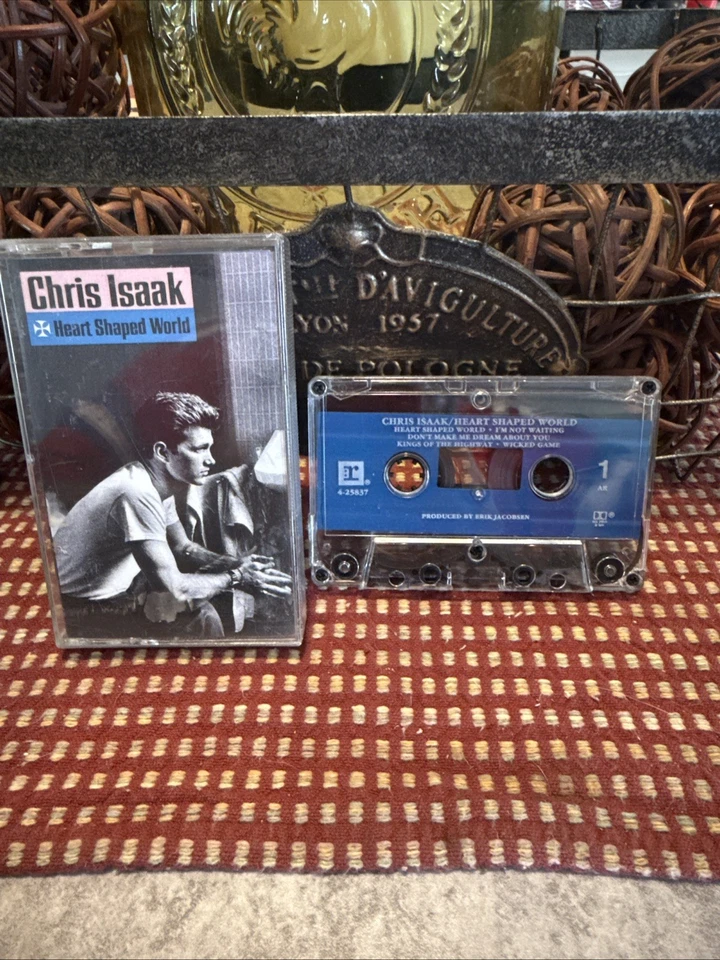 Chris Isaak
Heart Shaped World
D'AVIGULTURE
YON 1957
DE POLOGNE
CHRIS ISAAK/HEART SHAPED WORLD
HEART SHAPED WORLD • I'M NOT WAITING
DON'T MAKE ME DREAM ABOUT YOU
KINGS OF THE HIGHWAY • WICKED GAME
r®
4-25837
1
AR
PRODUCED BY ERIK JACOBSEN